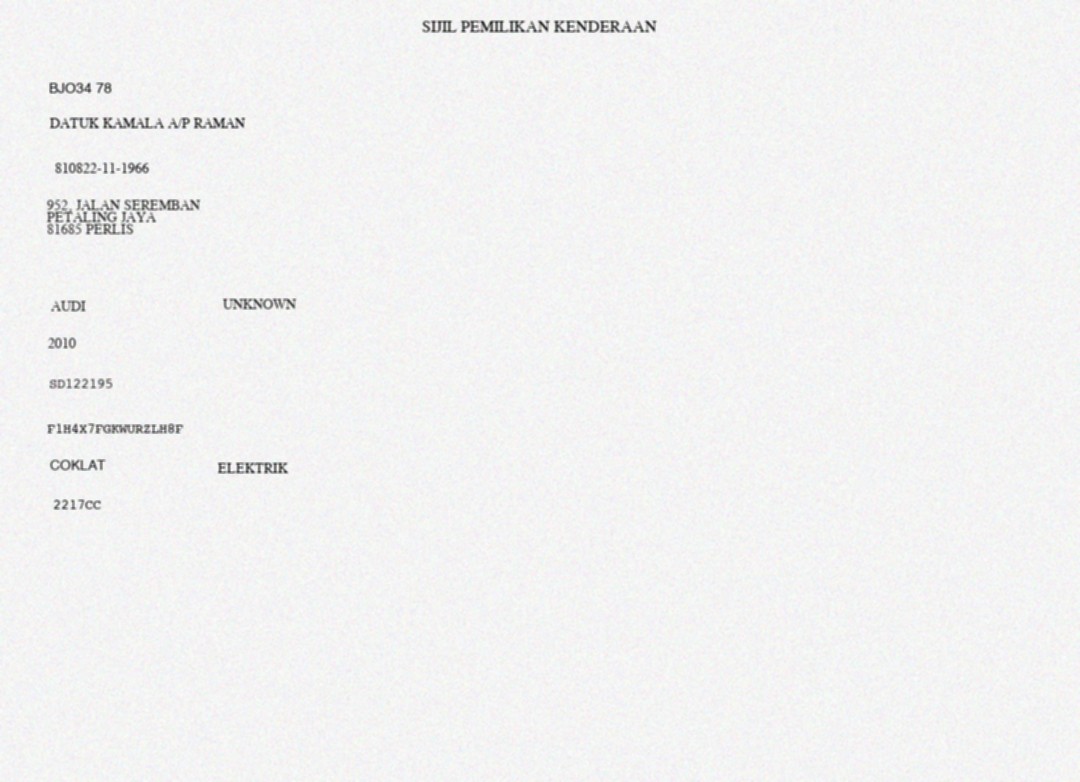 SIJIL PEMILIKAN KENDERAAN
BJO34 78
DATUK KAMALA A/P RAMAN
810822-11-1966
952, JALAN SEREMBAN
PETALING JAYA
81685 PERLIS
AUDI UNKNOWN
2010
SD122195
F1H4X7FGKWURZLH8F
COKLAT ELEKTRIK
2217CC